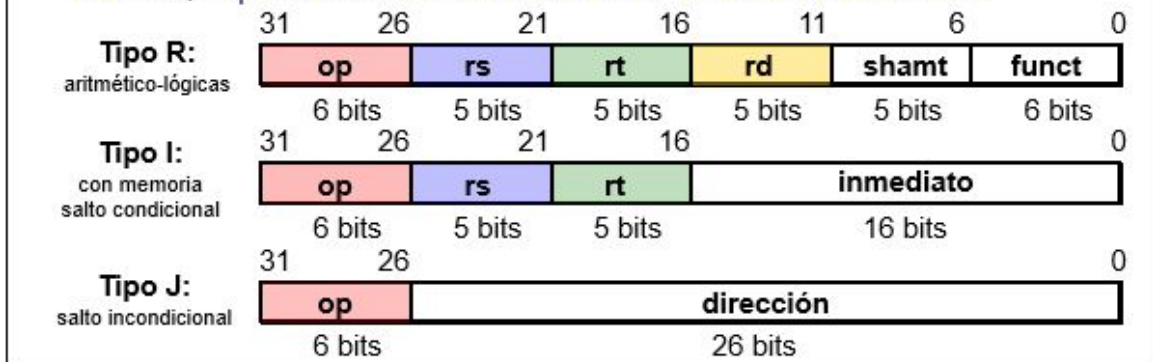 31 26 21 16 11 6 0
Tipo R:
aritmético-lógicas
op rs rt rd shamt funct
6 bits 5 bits 5 bits 5 bits 5 bits 6 bits
31 26 21 16 0
Tipo I:
con memoria
salto condicional
op rs rt inmediato
6 bits 5 bits 5 bits 16 bits
31 26 0
Tipo J:
salto incondicional
op dirección
6 bits 26 bits